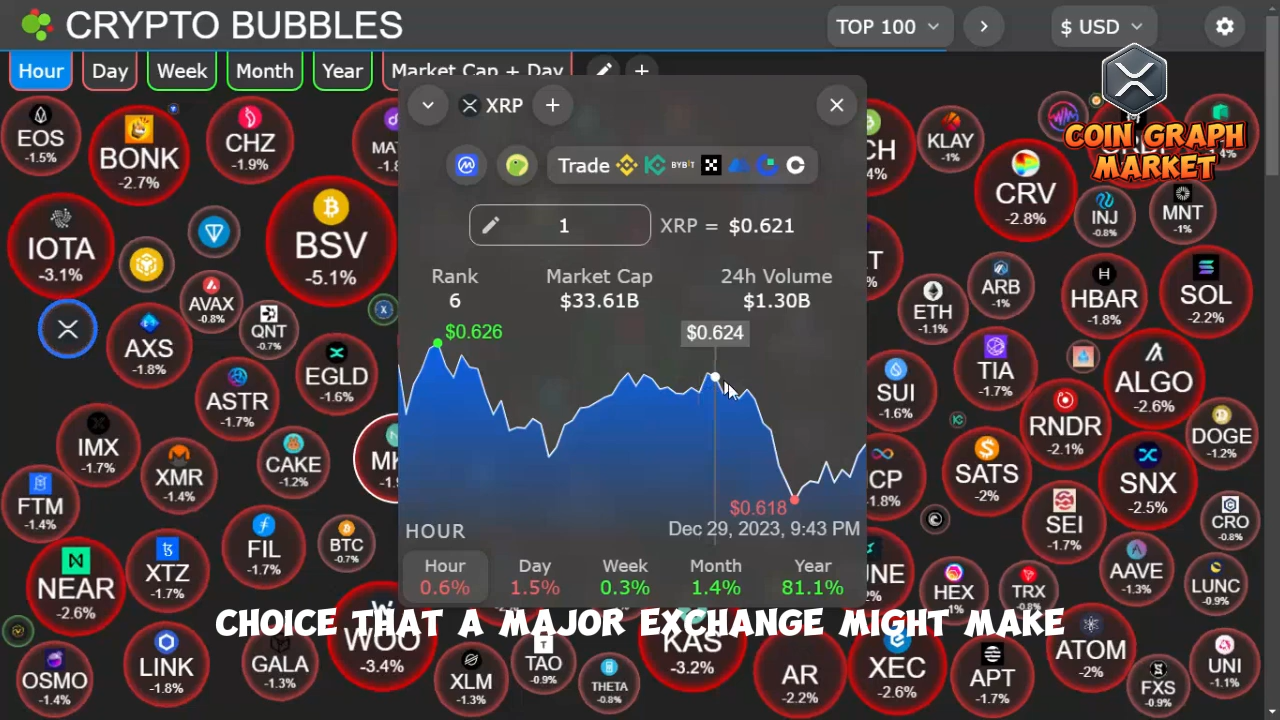 CRYPTO BUBBLES
TOP 100
$ USD
Hour
Day
Week
Month
Year
Market Cap + Day
XRP
COIN GRAPH
MARKET
Trade
BYBIT
1
XRP = $0.621
Rank
Market Cap
24h Volume
6
$33.61B
$1.30B
$0.626
$0.624
$0.618
HOUR
Dec 29, 2023, 9:43 PM
Hour
Day
Week
Month
Year
0.6%
1.5%
0.3%
1.4%
81.1%
CHOICE THAT A MAJOR EXCHANGE MIGHT MAKE
EOS
-1.5%
BONK
-2.7%
CHZ
-1.9%
IOTA
-3.1%
BSV
-5.1%
AVAX
-0.8%
QNT
-0.7%
AXS
-1.8%
EGLD
-1.6%
ASTR
-1.7%
IMX
-1.7%
XMR
-1.4%
CAKE
-1.2%
FTM
-1.4%
FIL
-1.7%
BTC
-0.7%
NEAR
-2.6%
XTZ
-1.7%
OSMO
-1.4%
LINK
-1.8%
GALA
-1.3%
WOO
-3.4%
XLM
-1.3%
TAO
-0.9%
THETA
-0.8%
KAS
-3.2%
AR
-2.2%
XEC
-2.6%
APT
-1.7%
HEX
-1%
TRX
-0.8%
ATOM
-2%
FXS
-0.9%
UNI
-1.1%
LUNC
-0.9%
AAVE
-1.3%
CRO
-0.8%
SEI
-1.7%
SNX
-2.5%
SATS
-2%
RNDR
-2.1%
DOGE
-1.2%
ALGO
-2.6%
TIA
-1.7%
SUI
-1.6%
ETH
-1.1%
ARB
-1%
HBAR
-1.8%
SOL
-2.2%
INJ
-0.8%
MNT
-1%
CRV
-2.8%
KLAY
-1%